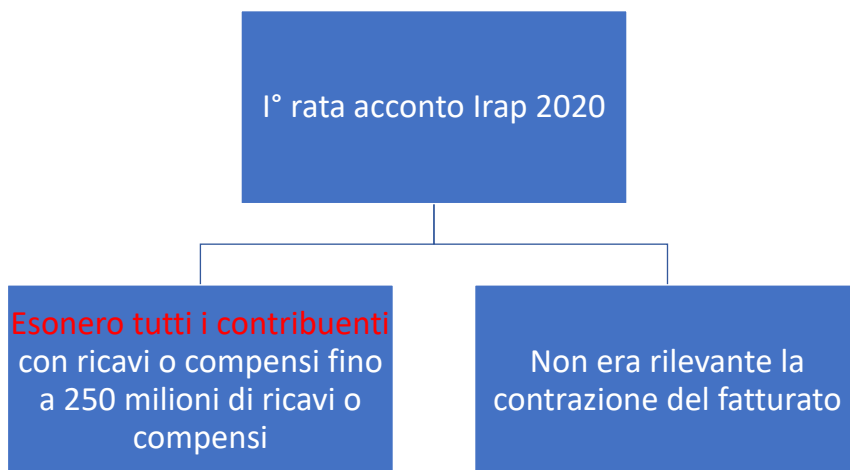 I° rata acconto Irap 2020
Esonero tutti i contribuenti
con ricavi o compensi fino
a 250 milioni di ricavi o
compensi
Non era rilevante la
contrazione del fatturato